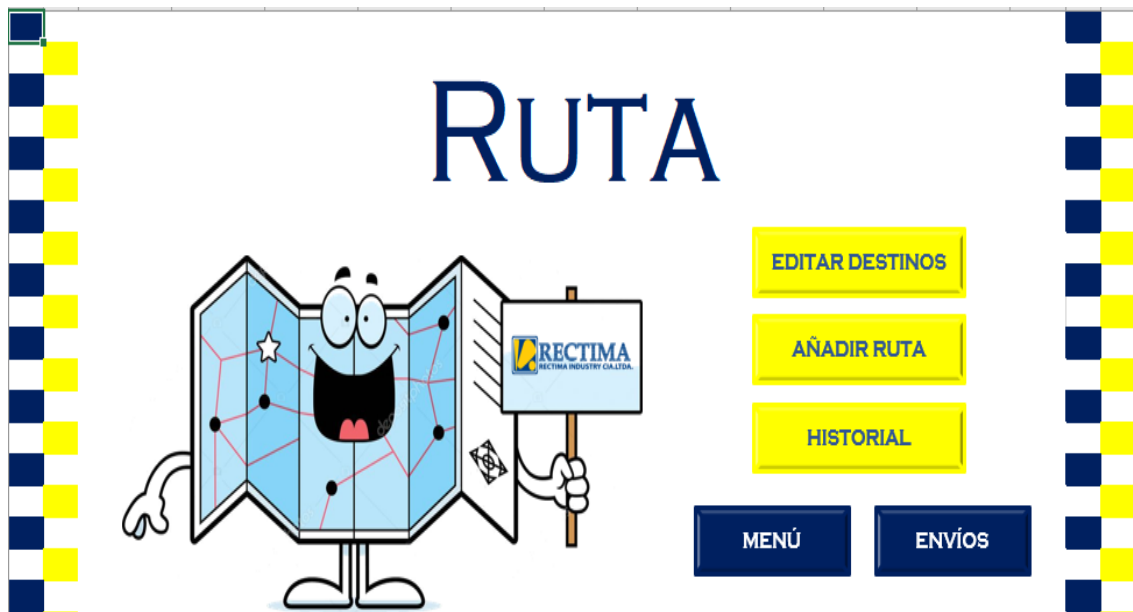 RUTA
EDITAR DESTINOS
RECTIMA
RECTIMA INDUSTRY CIA.LTDA.
AÑADIR RUTA
HISTORIAL
MENÚ
ENVÍOS